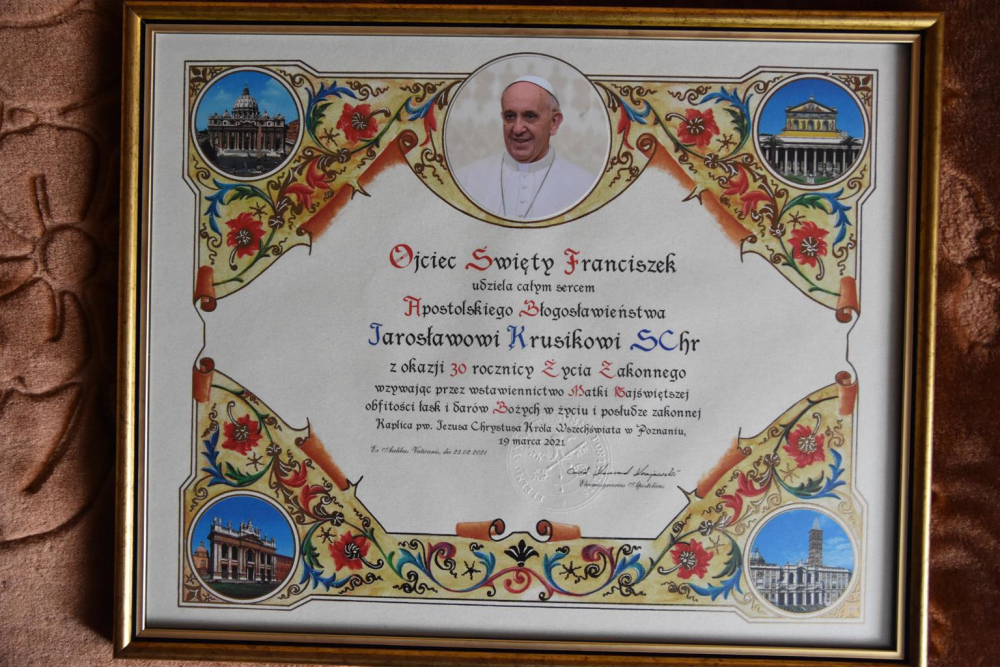 Ojciec Święty Franciszek
udziela całym sercem
Apostolskiego Błogosławieństwa
Jarosławowi Krusikowi SChr
z okazji 30 rocznicy Życia Zakonnego
wzywając przez wstawiennictwo Matki Najświętszej
obfitości łask i darów Bożych w życiu i posłudze zakonnej
Kaplica pw. Jezusa Chrystusa Króla Wszechświata w Poznaniu,
19 marca 2021
Ex Aedibus Vaticanis, die 23.02.2021
Eleemosynarius Apostolicus